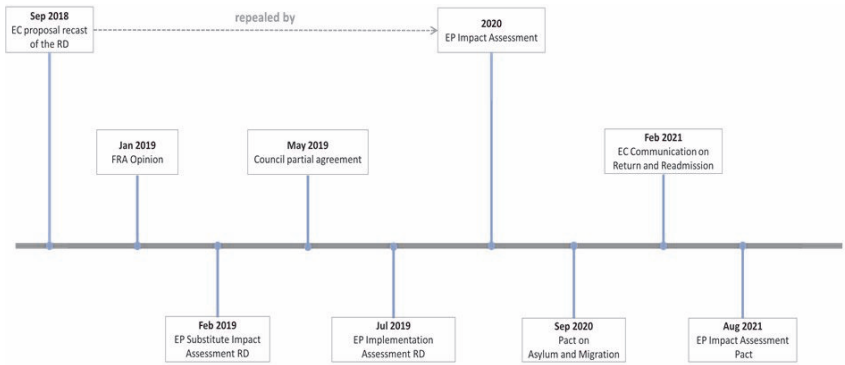 Sep 2018
EC proposal recast
of the RD
repealed by
2020
EP Impact Assessment
Jan 2019
FRA Opinion
May 2019
Council partial agreement
Feb 2021
EC Communication on
Return and Readmission
Feb 2019
EP Substitute Impact
Assessment RD
Jul 2019
EP Implementation
Assessment RD
Sep 2020
Pact on
Asylum and Migration
Aug 2021
EP Impact Assessment
Pact